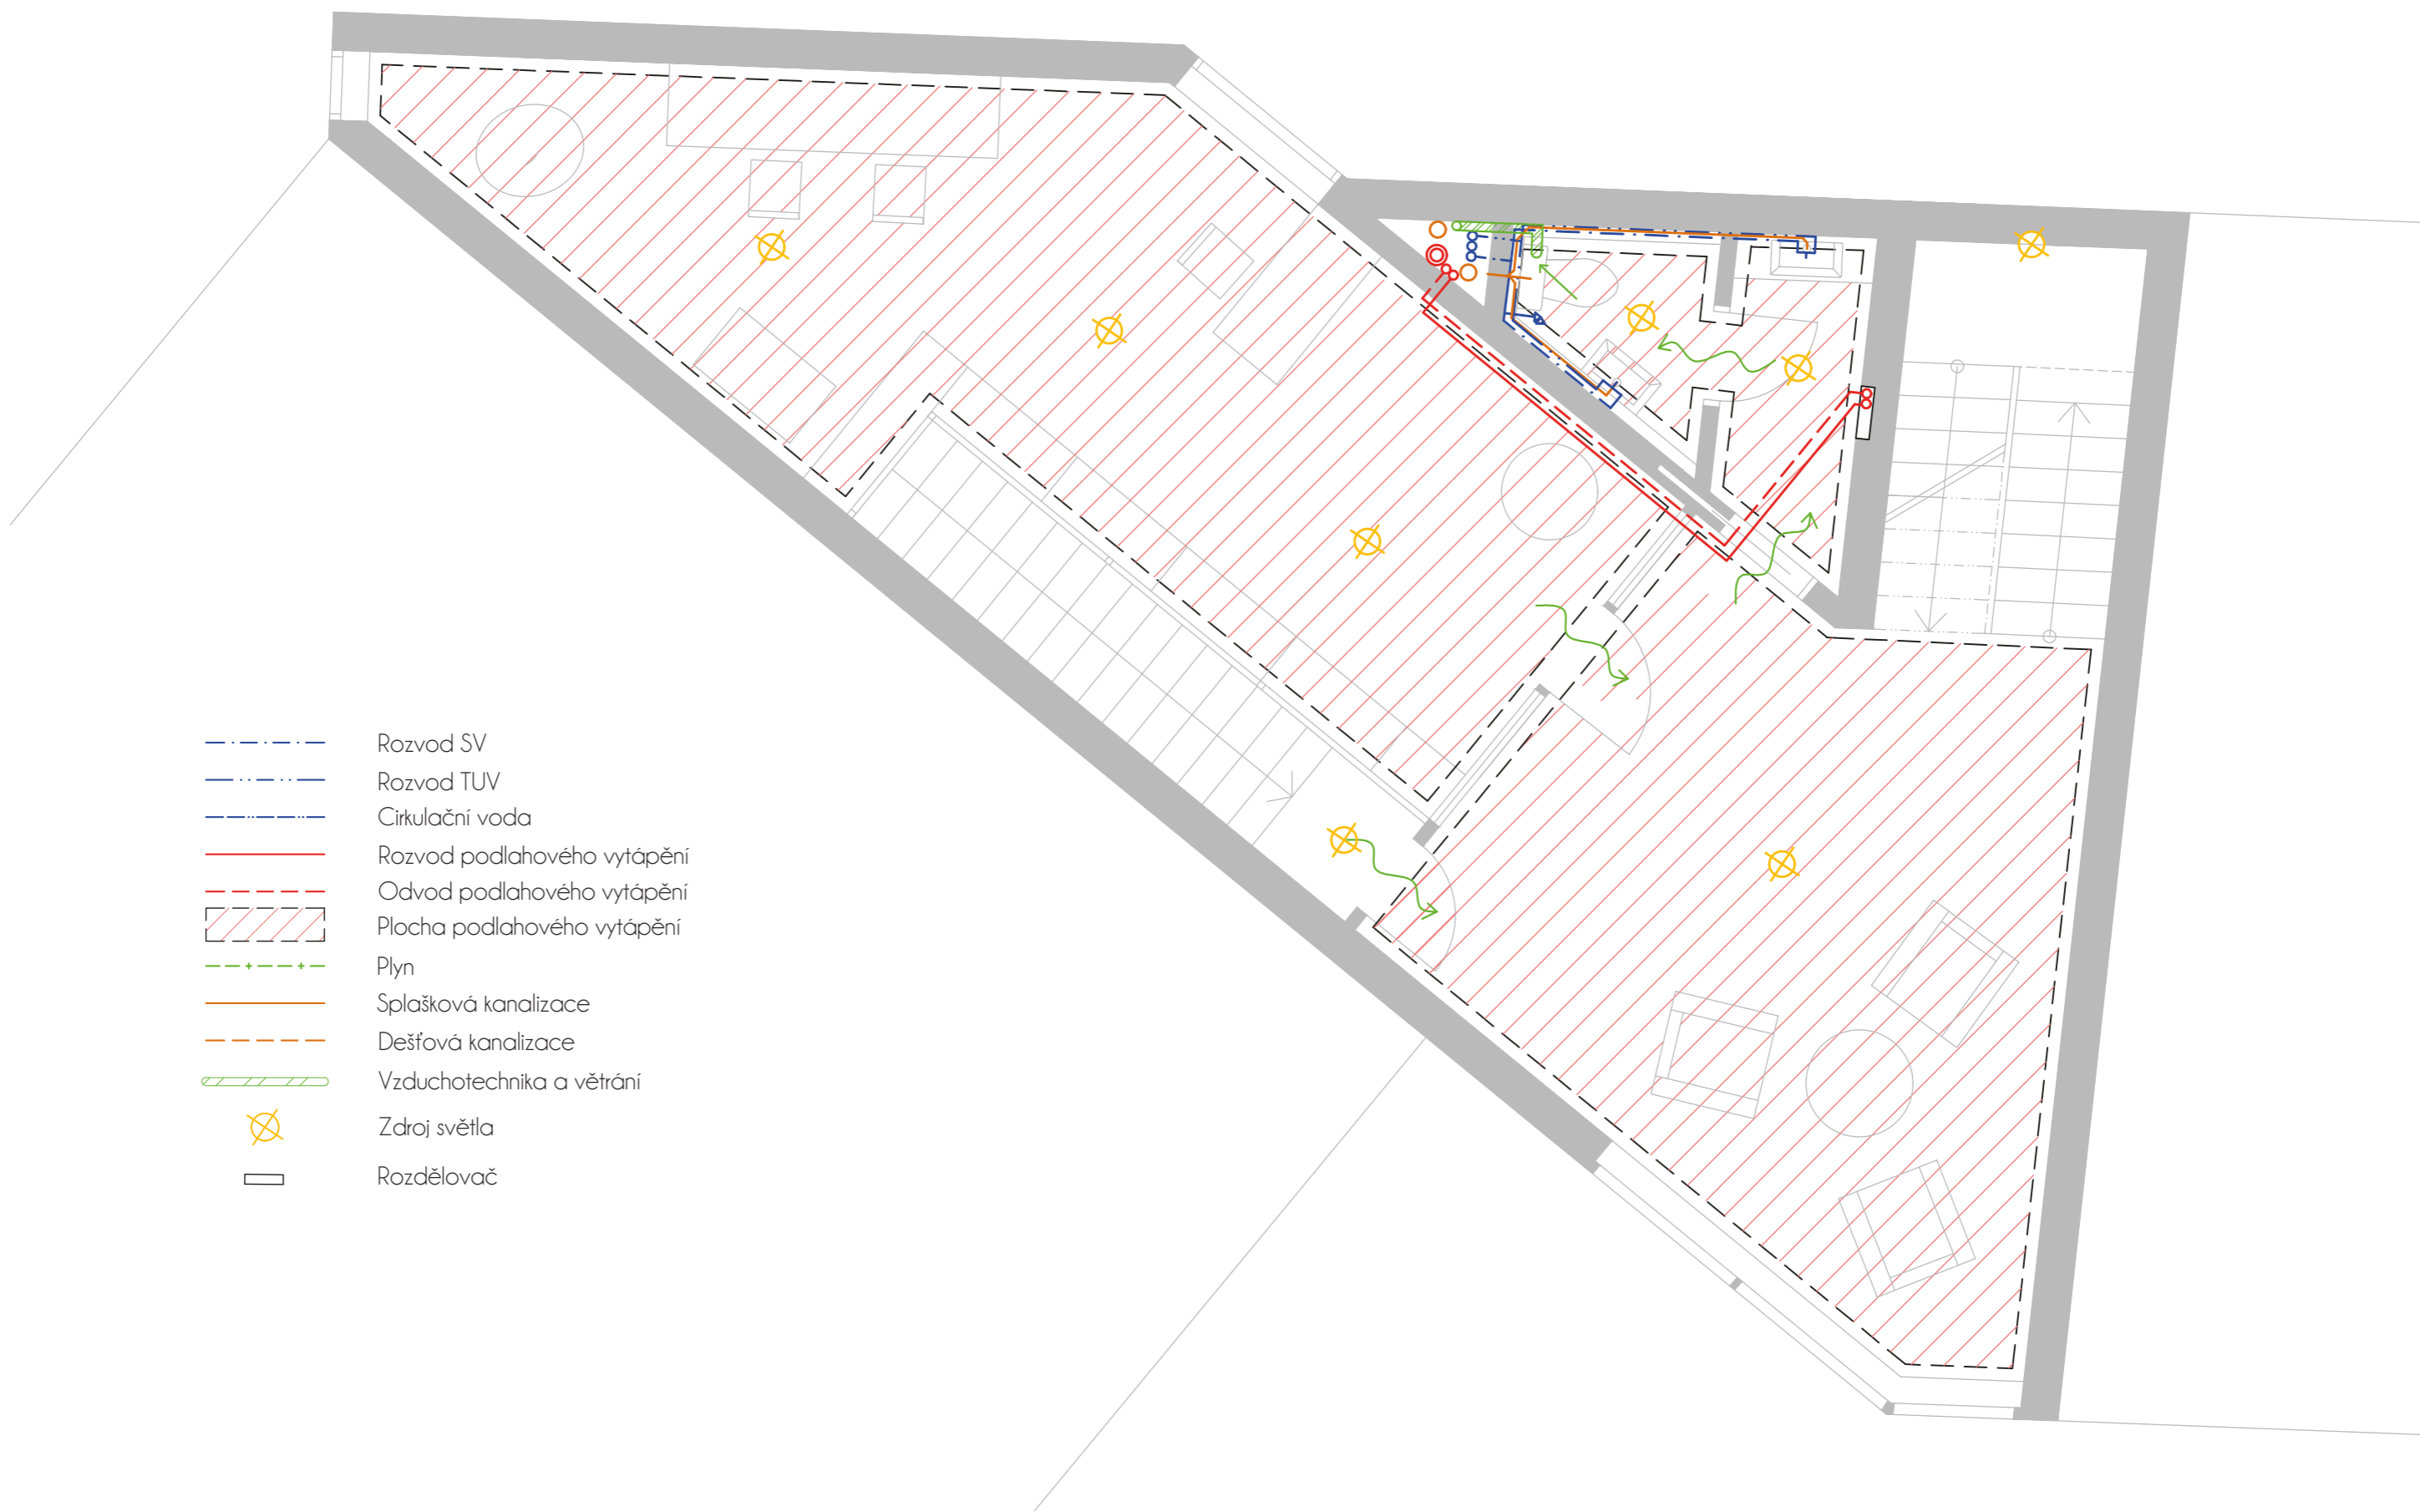 Rozvod SV
Rozvod TUV
Cirkulační voda
Rozvod podlahového vytápění
Odvod podlahového vytápění
Plocha podlahového vytápění
Plyn
Splašková kanalizace
Dešťová kanalizace
Vzduchotechnika a větrání
Zdroj světla
Rozdělovač